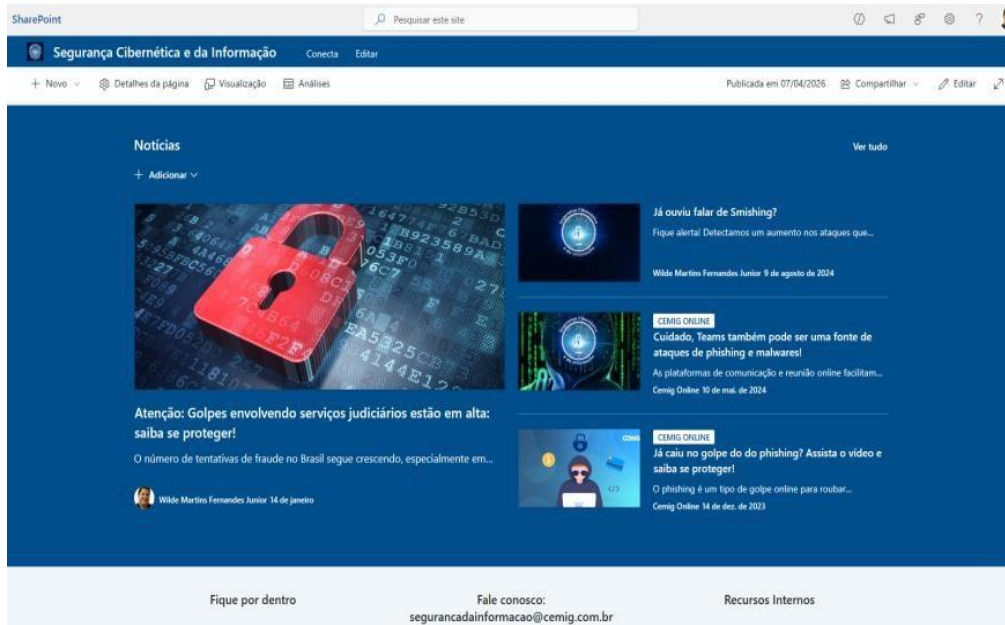 SharePoint
Pesquisar este site
?
Segurança Cibernética e da Informação
Conecta
Editar
+ Novo
Detalhes da página
Visualização
Análises
Publicada em 07/04/2026
Compartilhar
Editar
Notícias
Ver tudo
+ Adicionar
Atenção: Golpes envolvendo serviços judiciários estão em alta:
saiba se proteger!
O número de tentativas de fraude no Brasil segue crescendo, especialmente em...
Wilde Martins Fernandes Junior 14 de janeiro
Já ouviu falar de Smishing?
Fique alerta! Detectamos um aumento nos ataques que...
Wilde Martins Fernandes Junior 9 de agosto de 2024
CEMIG ONLINE
Cuidado, Teams também pode ser uma fonte de
ataques de phishing e malwares!
As plataformas de comunicação e reunião online facilitam...
Cemig Online 10 de mai. de 2024
CEMIG
CEMIG ONLINE
Já caiu no golpe do do phishing? Assista o vídeo e
saiba se proteger!
O phishing é um tipo de golpe online para roubar...
Cemig Online 14 de dez. de 2023
Fique por dentro
Fale conosco:
segurancadainformacao@cemig.com.br
Recursos Internos